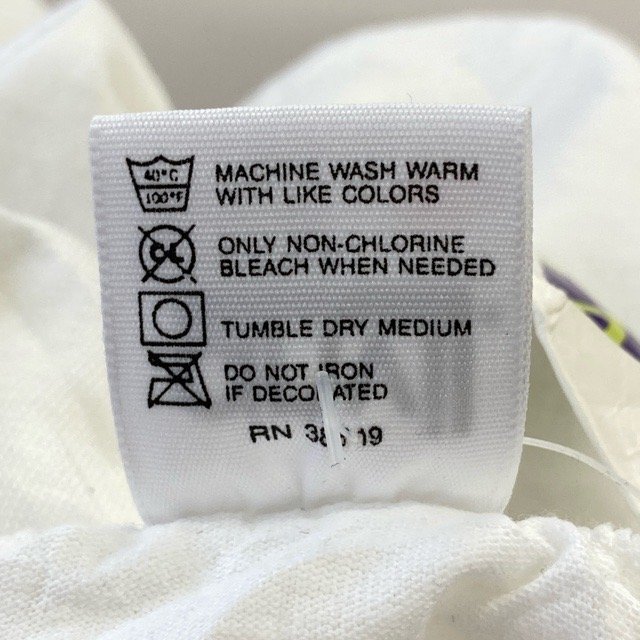 40°C
100°F
MACHINE WASH WARM
WITH LIKE COLORS
ONLY NON-CHLORINE
BLEACH WHEN NEEDED
TUMBLE DRY MEDIUM
DO NOT IRON
IF DECORATED
RN